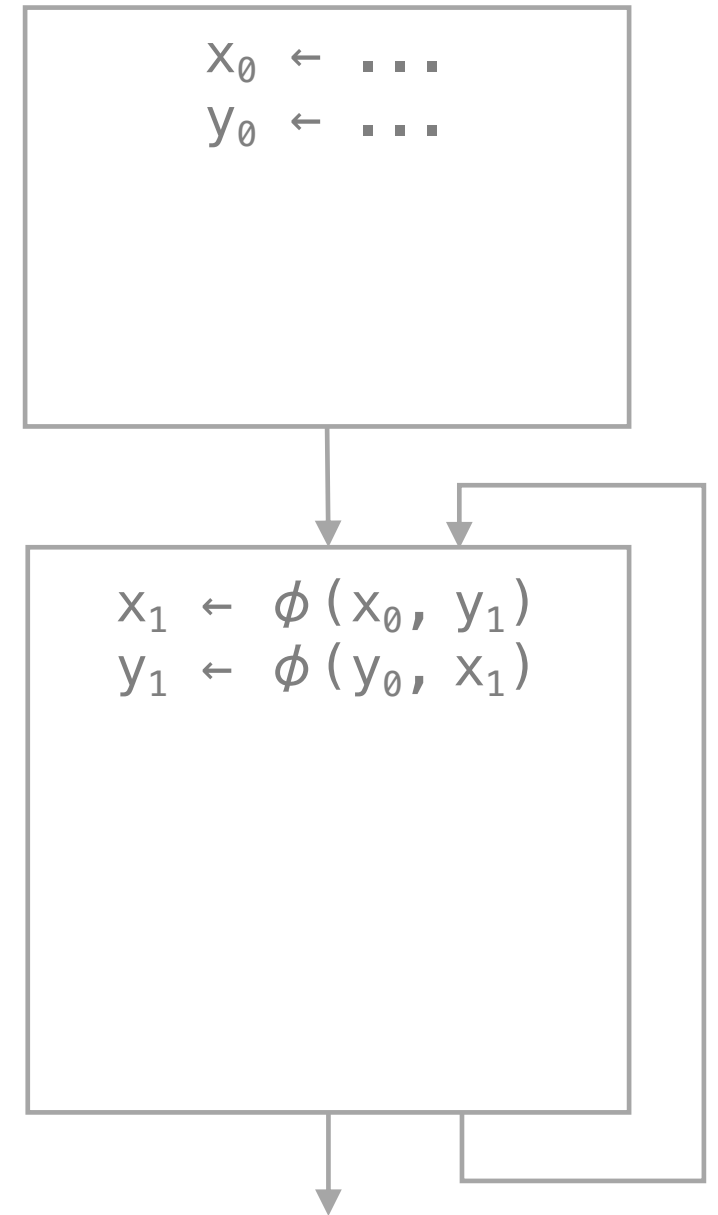 x₀ ← ...
y₀ ← ...
x₁ ← ϕ(x₀, y₁)
y₁ ← ϕ(y₀, x₁)